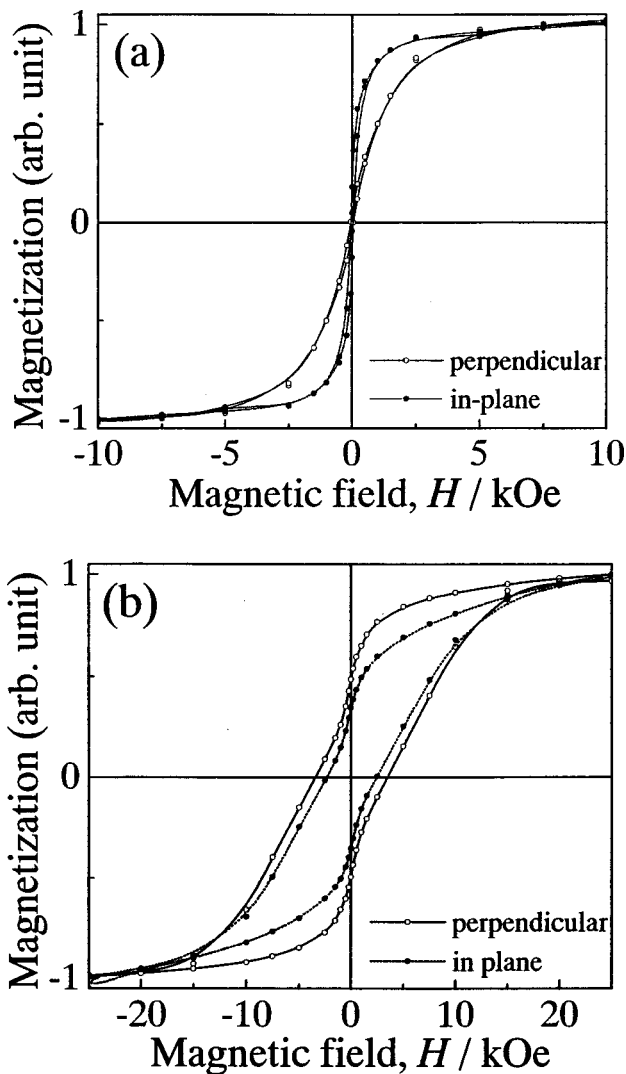 (a)
Magnetization (arb. unit)
1
0
-1
perpendicular
in-plane
-10 -5 0 5 10
Magnetic field, H / kOe
(b)
Magnetization (arb. unit)
1
0
-1
perpendicular
in plane
-20 -10 0 10 20
Magnetic field, H / kOe